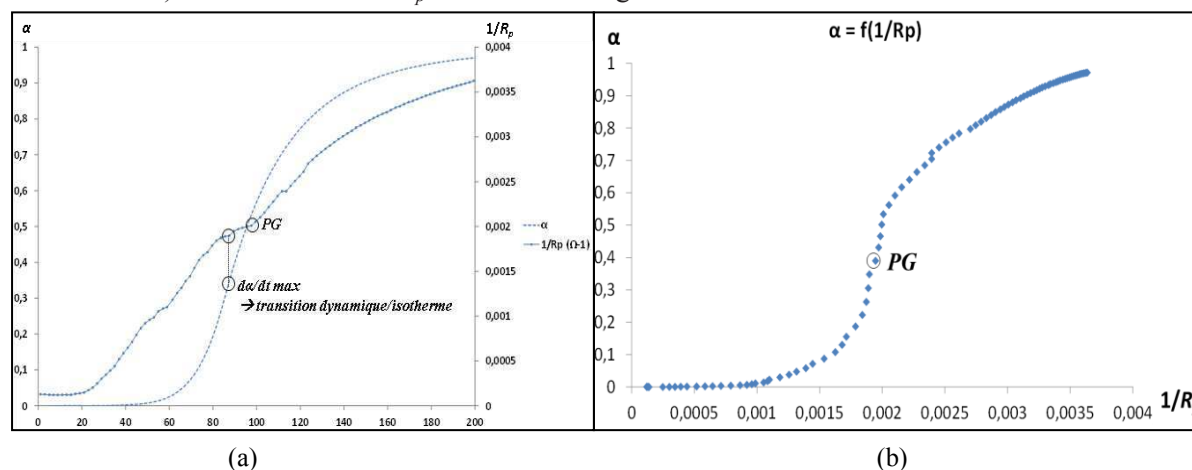 α
1/Rp
1
0,9
0,8
0,7
0,6
0,5
0,4
0,3
0,2
0,1
0
0,004
0,0035
0,003
0,0025
0,002
0,0015
0,001
0,0005
0
PG
dα/dt max
→transition dynamique/isotherme
α
1/Rp (Ω-1)
0 20 40 60 80 100 120 140 160 180 200
(a)
α = f(1/Rp)
α
1
0,9
0,8
0,7
0,6
0,5
0,4
0,3
0,2
0,1
0
PG
0 0,0005 0,001 0,0015 0,002 0,0025 0,003 0,0035 0,004
1/R
(b)